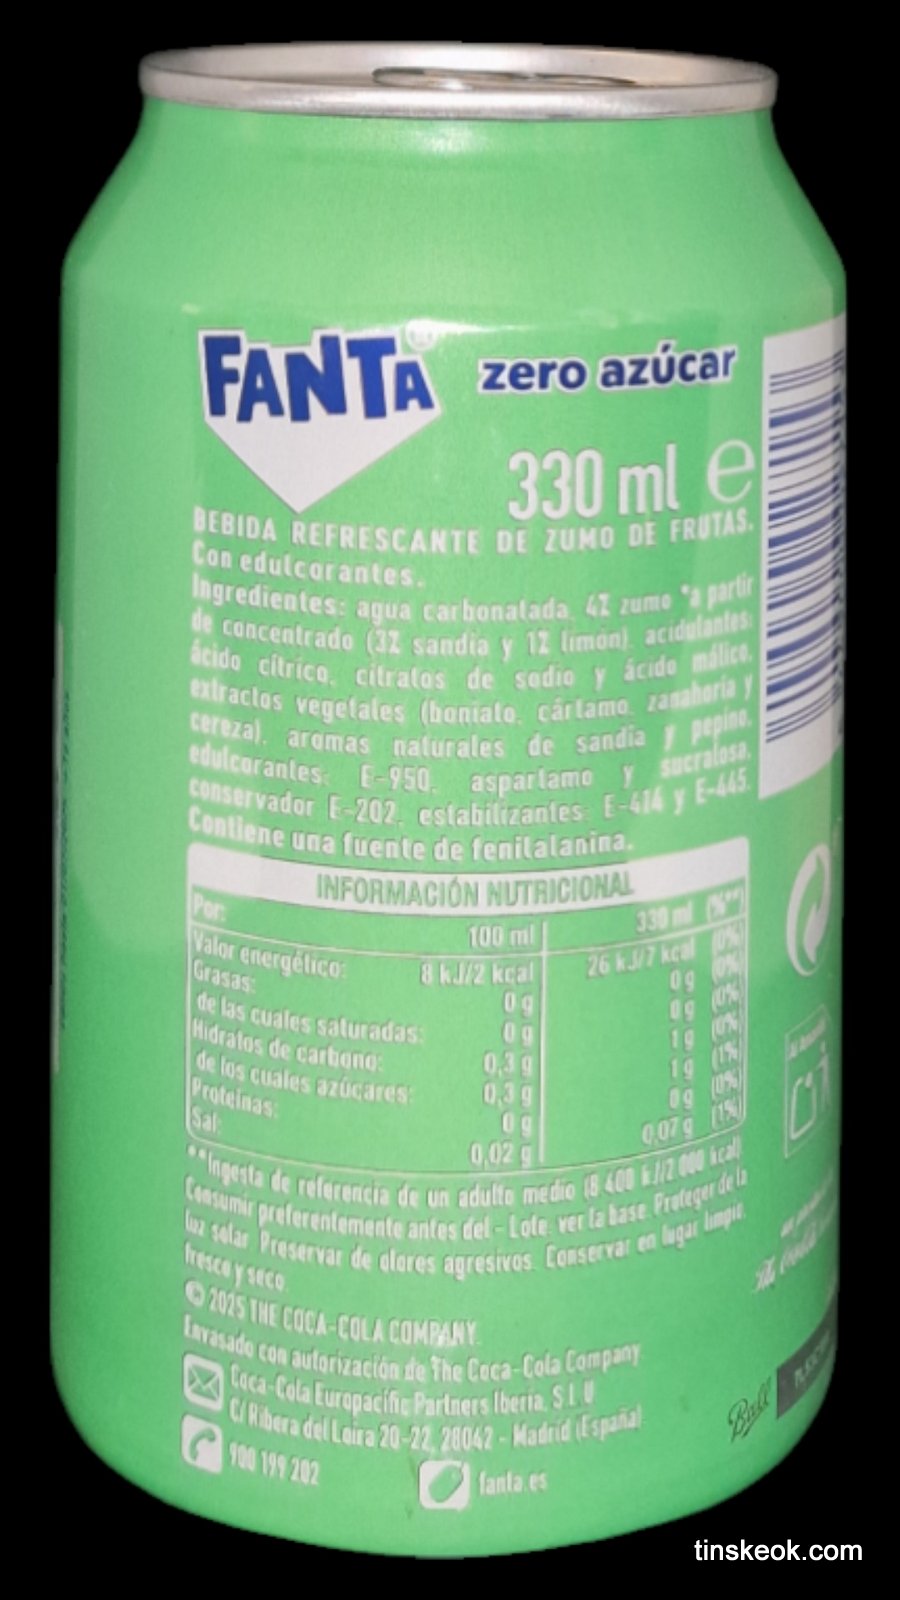 FANTA
zero azúcar
330 ml e
BEBIDA REFRESCANTE DE ZUMO DE FRUTAS.
Con edulcorantes.
Ingredientes: agua carbonatada, 4% zumo *a partir
de concentrado (3% sandía y 1% limón), acidulantes:
ácido cítrico, citratos de sodio y ácido málico,
extractos vegetales (boniato, cártamo, zanahoria y
cereza), aromas naturales de sandía y pepino,
edulcorantes: E-950, aspartamo y sucralosa,
conservador E-202, estabilizantes: E-414 y E-445.
Contiene una fuente de fenilalanina.
INFORMACIÓN NUTRICIONAL
Por: 100 ml 330 ml (%**)
Valor energético: 8 kJ/2 kcal 26 kJ/7 kcal (0%)
Grasas: 0 g 0 g (0%)
de las cuales saturadas: 0 g 0 g (0%)
Hidratos de carbono: 0,3 g 1 g (0%)
de los cuales azúcares: 0,3 g 1 g (1%)
Proteínas: 0 g 0 g (0%)
Sal: 0,02 g 0,07 g (1%)
**Ingesta de referencia de un adulto medio (8 400 kJ/2 000 kcal)
Consumir preferentemente antes del - Lote: ver la base. Proteger de la
luz solar. Preservar de olores agresivos. Conservar en lugar limpio,
fresco y seco.
© 2025 THE COCA-COLA COMPANY.
Envasado con autorización de The Coca-Cola Company
Coca-Cola Europacific Partners Iberia, S.L.U
C/ Ribera del Loira 20-22, 28042 - Madrid (España)
900 199 202
fanta.es
Ball
tinskeok.com